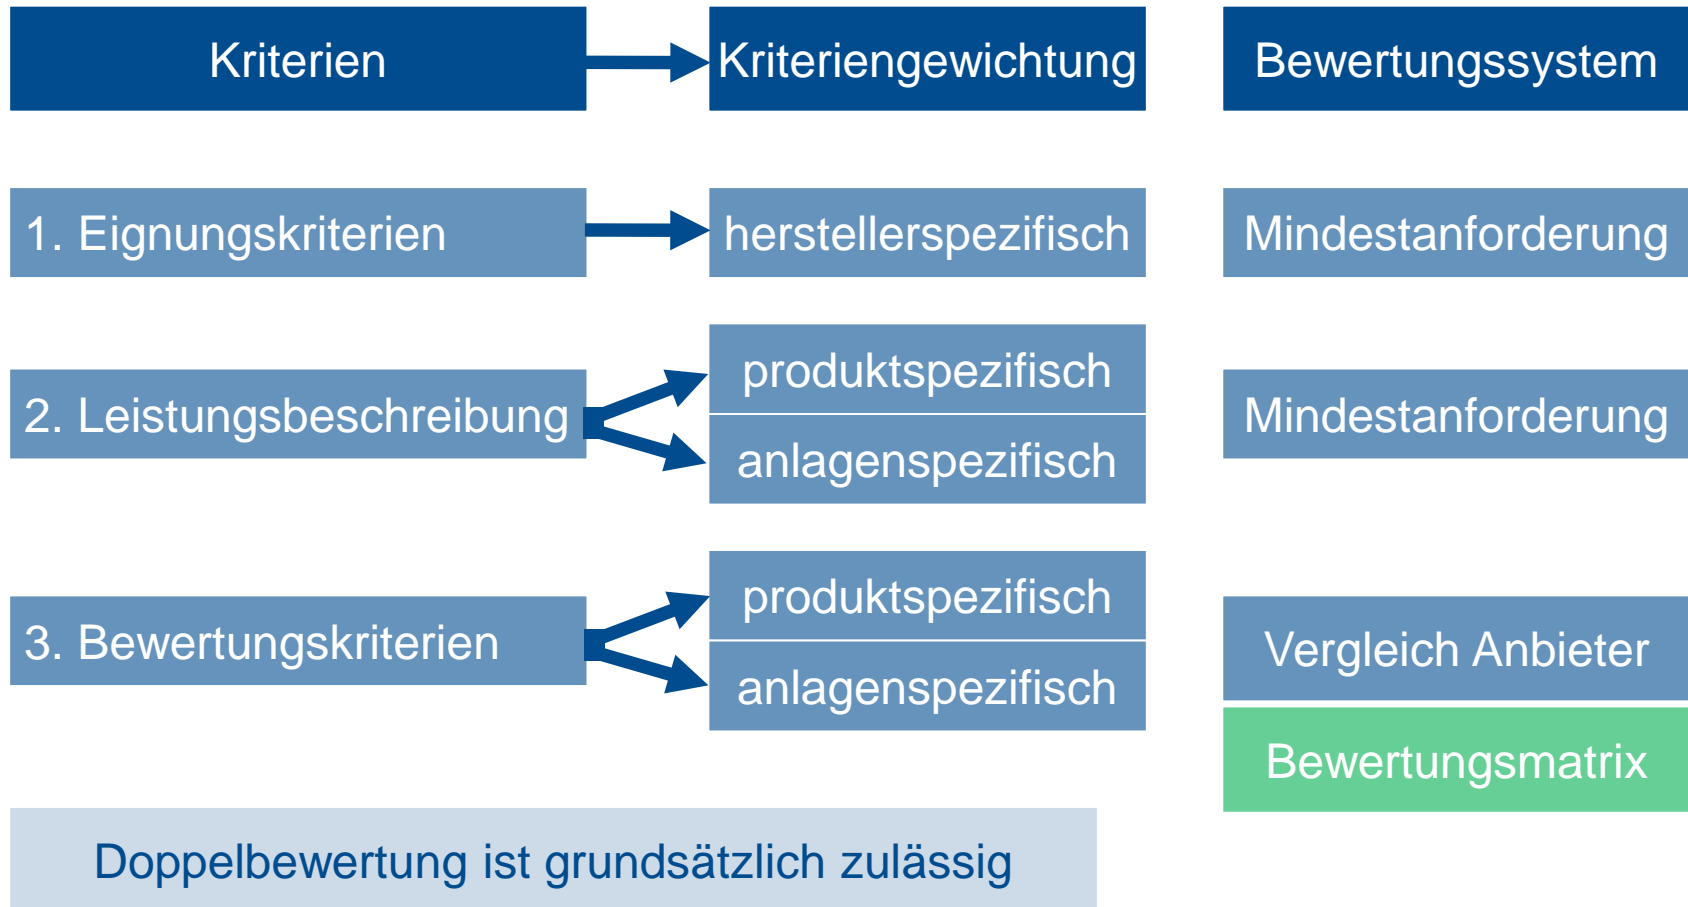 Kriterien
Kriteriengewichtung
Bewertungssystem
1. Eignungskriterien
herstellerspezifisch
Mindestanforderung
2. Leistungsbeschreibung
produktspezifisch
anlagenspezifisch
Mindestanforderung
3. Bewertungskriterien
produktspezifisch
anlagenspezifisch
Vergleich Anbieter
Bewertungsmatrix
Doppelbewertung ist grundsätzlich zulässig